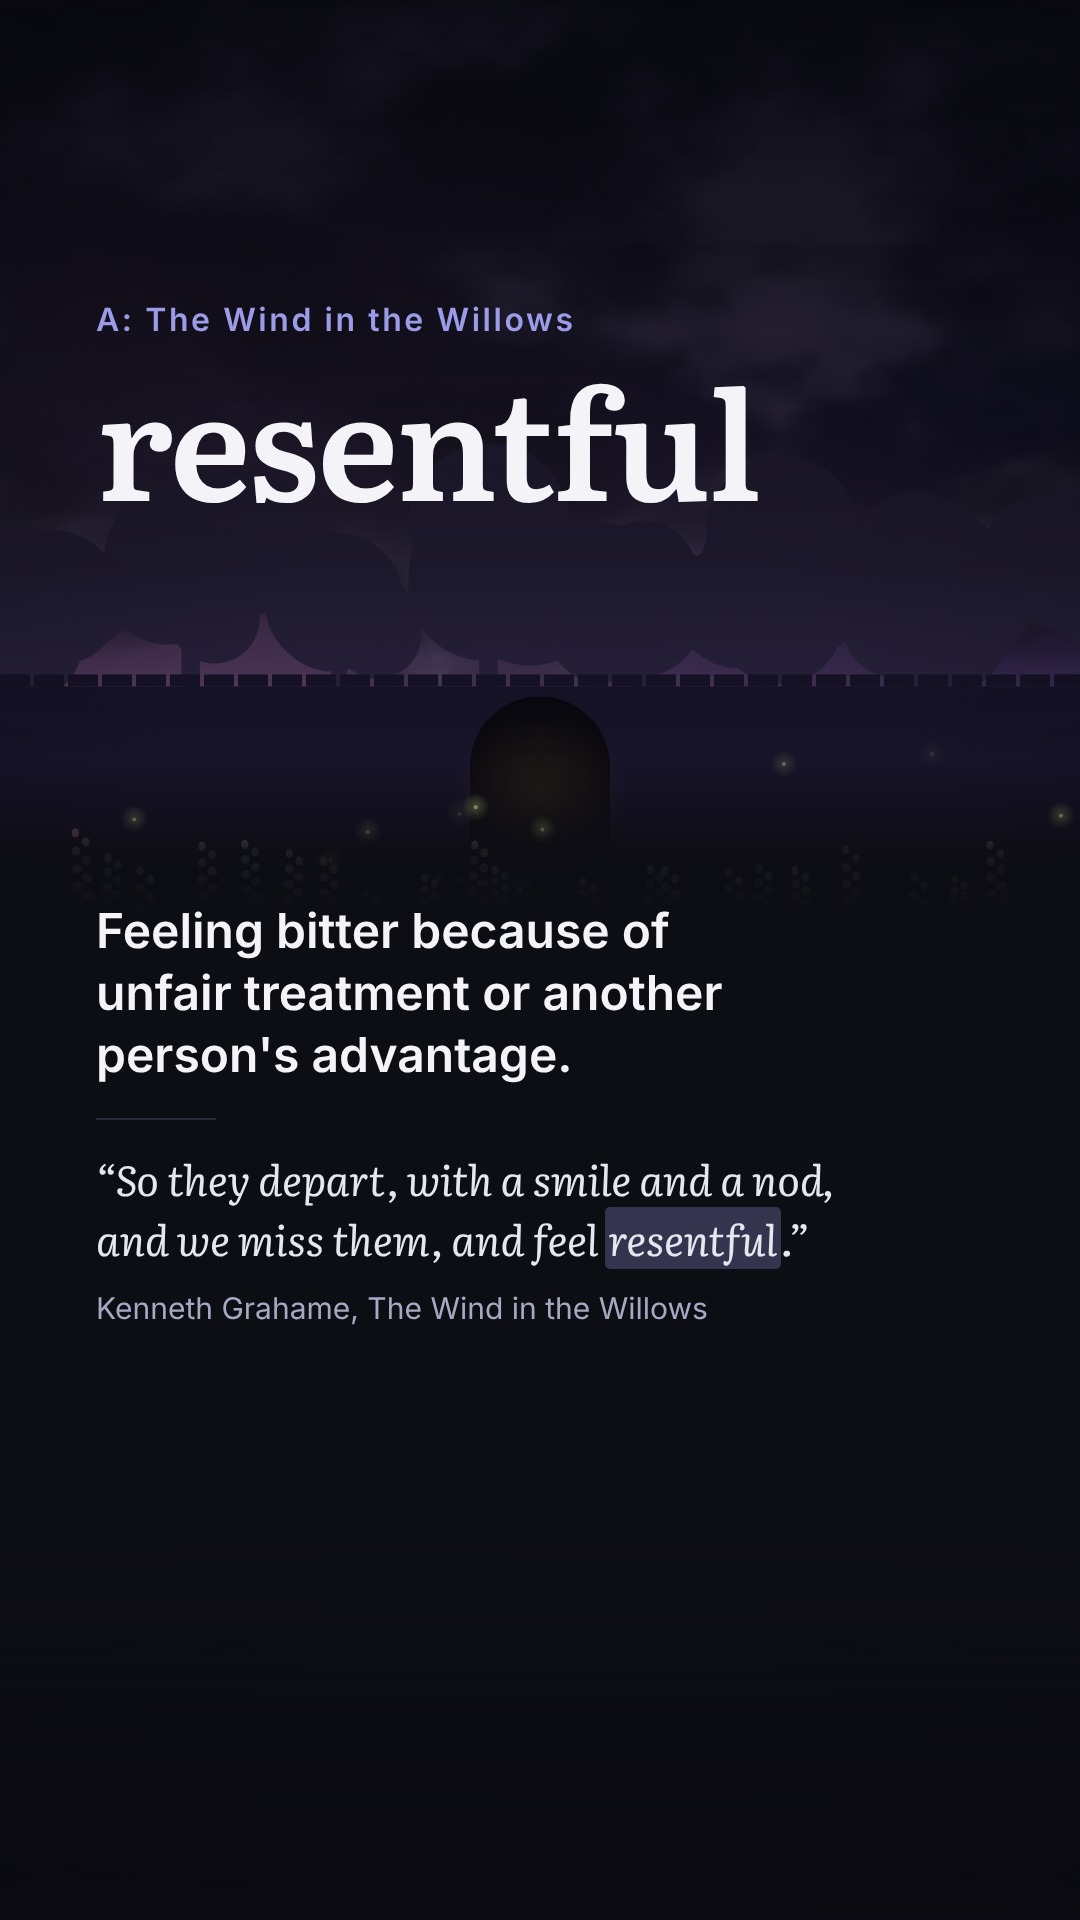 A: The Wind in the Willows
resentful
Feeling bitter because of
unfair treatment or another
person's advantage.
“So they depart, with a smile and a nod,
and we miss them, and feel resentful.”
Kenneth Grahame, The Wind in the Willows